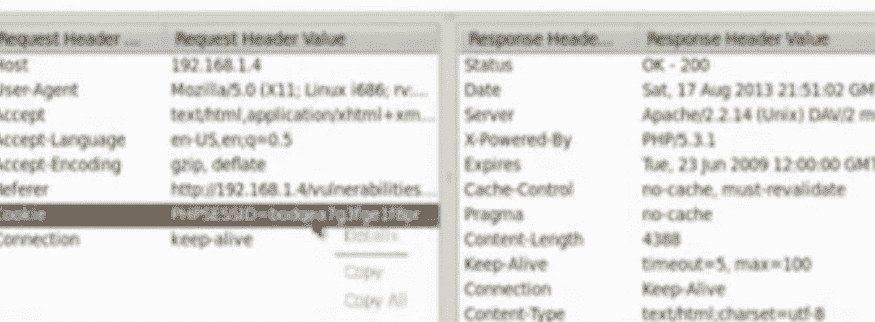 Request Header ... Request Header Value
Host 192.168.1.4
User-Agent Mozilla/5.0 (X11; Linux i686; rv:...
Accept text/html,application/xhtml+xm...
Accept-Language en-US,en;q=0.5
Accept-Encoding gzip, deflate
Referer http://192.168.1.4/vulnerabilities...
Cookie
Connection keep-alive
Details
Copy
Copy All
Response Heade... Response Header Value
Status OK - 200
Date Sat, 17 Aug 2013 21:51:02 GM
Server Apache/2.2.14 (Unix) DAV/2 m
X-Powered-By PHP/5.3.1
Expires Tue, 23 Jun 2009 12:00:00 GMT
Cache-Control no-cache, must-revalidate
Pragma no-cache
Content-Length 4388
Keep-Alive timeout=5, max=100
Connection Keep-Alive
Content-Type text/html;charset=utf-8